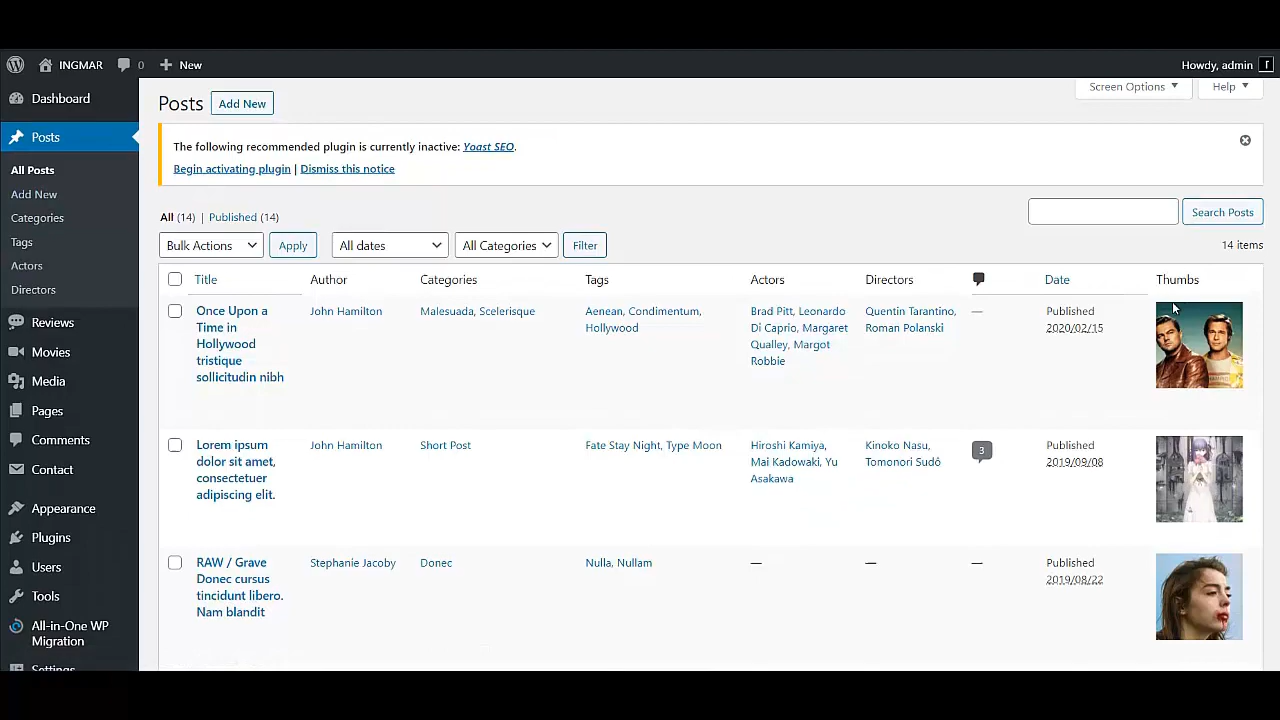 INGMAR 0 New Howdy, admin
Dashboard
Posts
All Posts
Add New
Categories
Tags
Actors
Directors
Reviews
Movies
Media
Pages
Comments
Contact
Appearance
Plugins
Users
Tools
All-in-One WP
Migration
Settings
Screen Options Help
Posts Add New
The following recommended plugin is currently inactive: Yoast SEO.
Begin activating plugin | Dismiss this notice
All (14) | Published (14)
Search Posts
Bulk Actions Apply All dates All Categories Filter
14 items
Title Author Categories Tags Actors Directors Date Thumbs
Once Upon a
Time in
Hollywood
tristique
sollicitudin nibh
John Hamilton
Malesuada, Scelerisque
Aenean, Condimentum,
Hollywood
Brad Pitt, Leonardo
Di Caprio, Margaret
Qualley, Margot
Robbie
Quentin Tarantino,
Roman Polanski
—
Published
2020/02/15
Lorem ipsum
dolor sit amet,
consectetuer
adipiscing elit.
John Hamilton
Short Post
Fate Stay Night, Type Moon
Hiroshi Kamiya,
Mai Kadowaki, Yu
Asakawa
Kinoko Nasu,
Tomonori Sudô
3
Published
2019/09/08
RAW / Grave
Donec cursus
tincidunt libero.
Nam blandit
Stephanie Jacoby
Donec
Nulla, Nullam
—
—
—
Published
2019/08/22